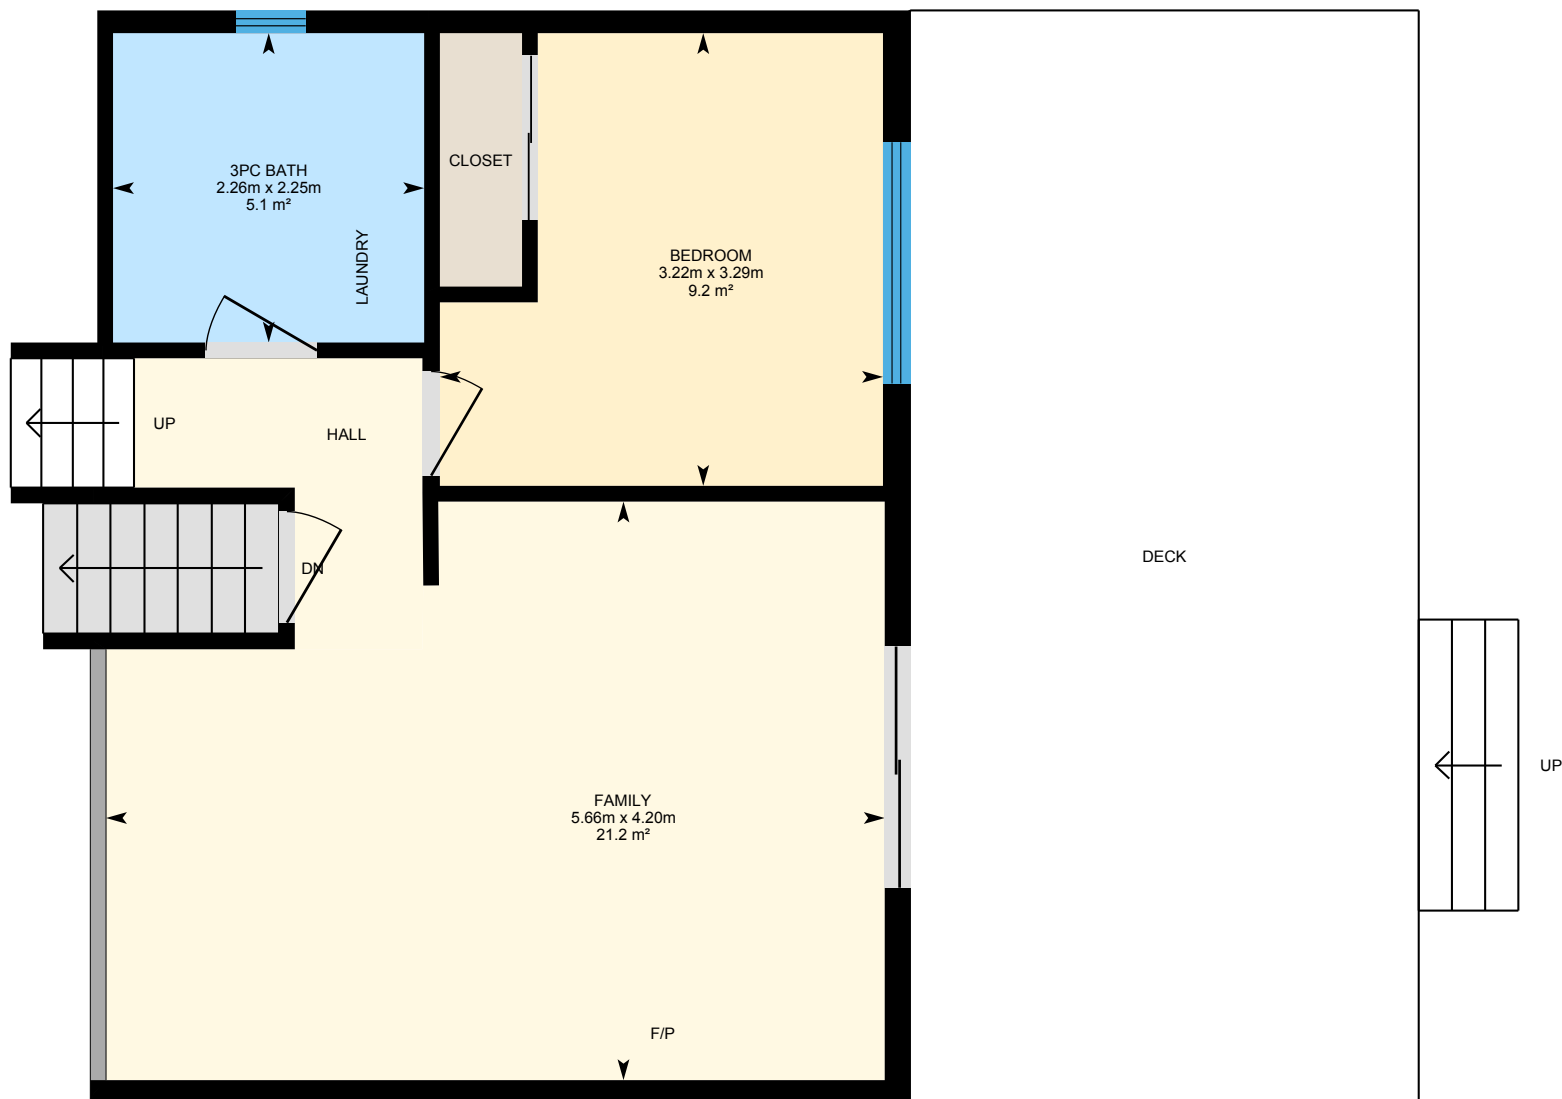 3PC BATH
2.26m x 2.25m
5.1 m²
LAUNDRY
CLOSET
BEDROOM
3.22m x 3.29m
9.2 m²
UP
HALL
DN
DECK
FAMILY
5.66m x 4.20m
21.2 m²
UP
F/P